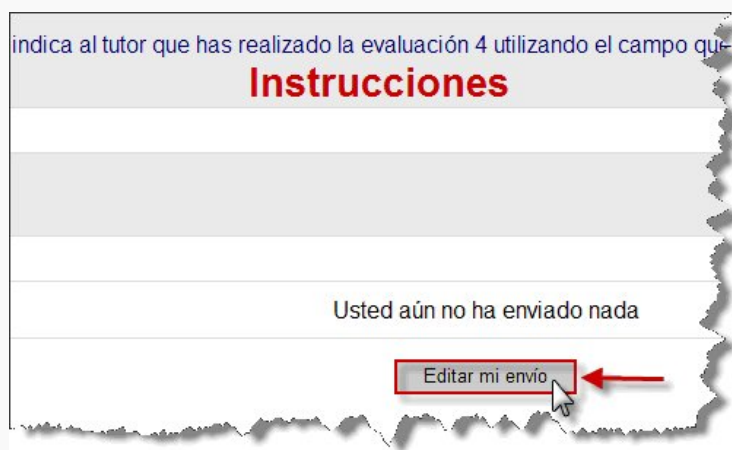 indica al tutor que has realizado la evaluación 4 utilizando el campo que
Instrucciones
Usted aún no ha enviado nada
Editar mi envío